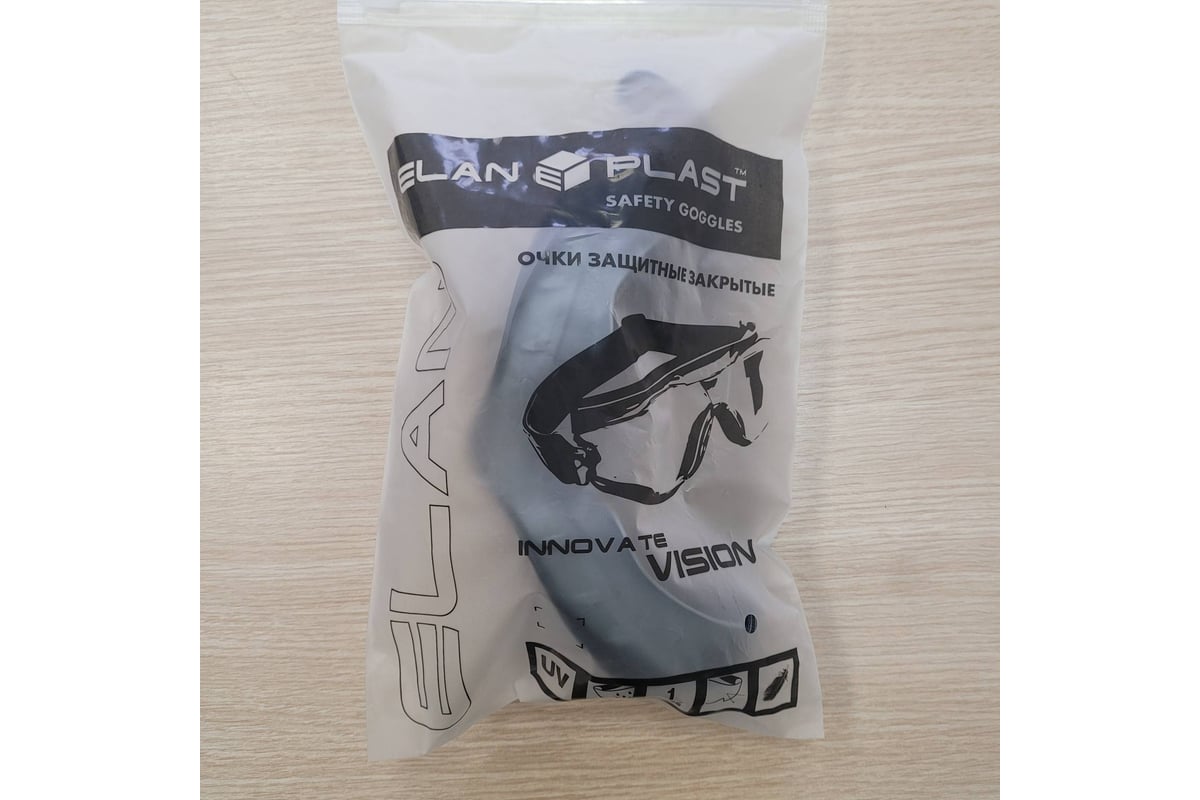 ELAN E PLAST™
SAFETY GOGGLES
ОЧКИ ЗАЩИТНЫЕ ЗАКРЫТЫЕ
ELAN
INNOVATE
VISION
UV
1